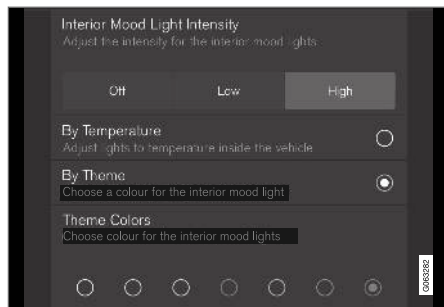 Interior Mood Light Intensity
Adjust the intensity for the interior mood lights
Off Low High
By Temperature
Adjust lights to temperature inside the vehicle
By Theme
Choose a colour for the interior mood light
Theme Colors
Choose colour for the interior mood lights
G063262